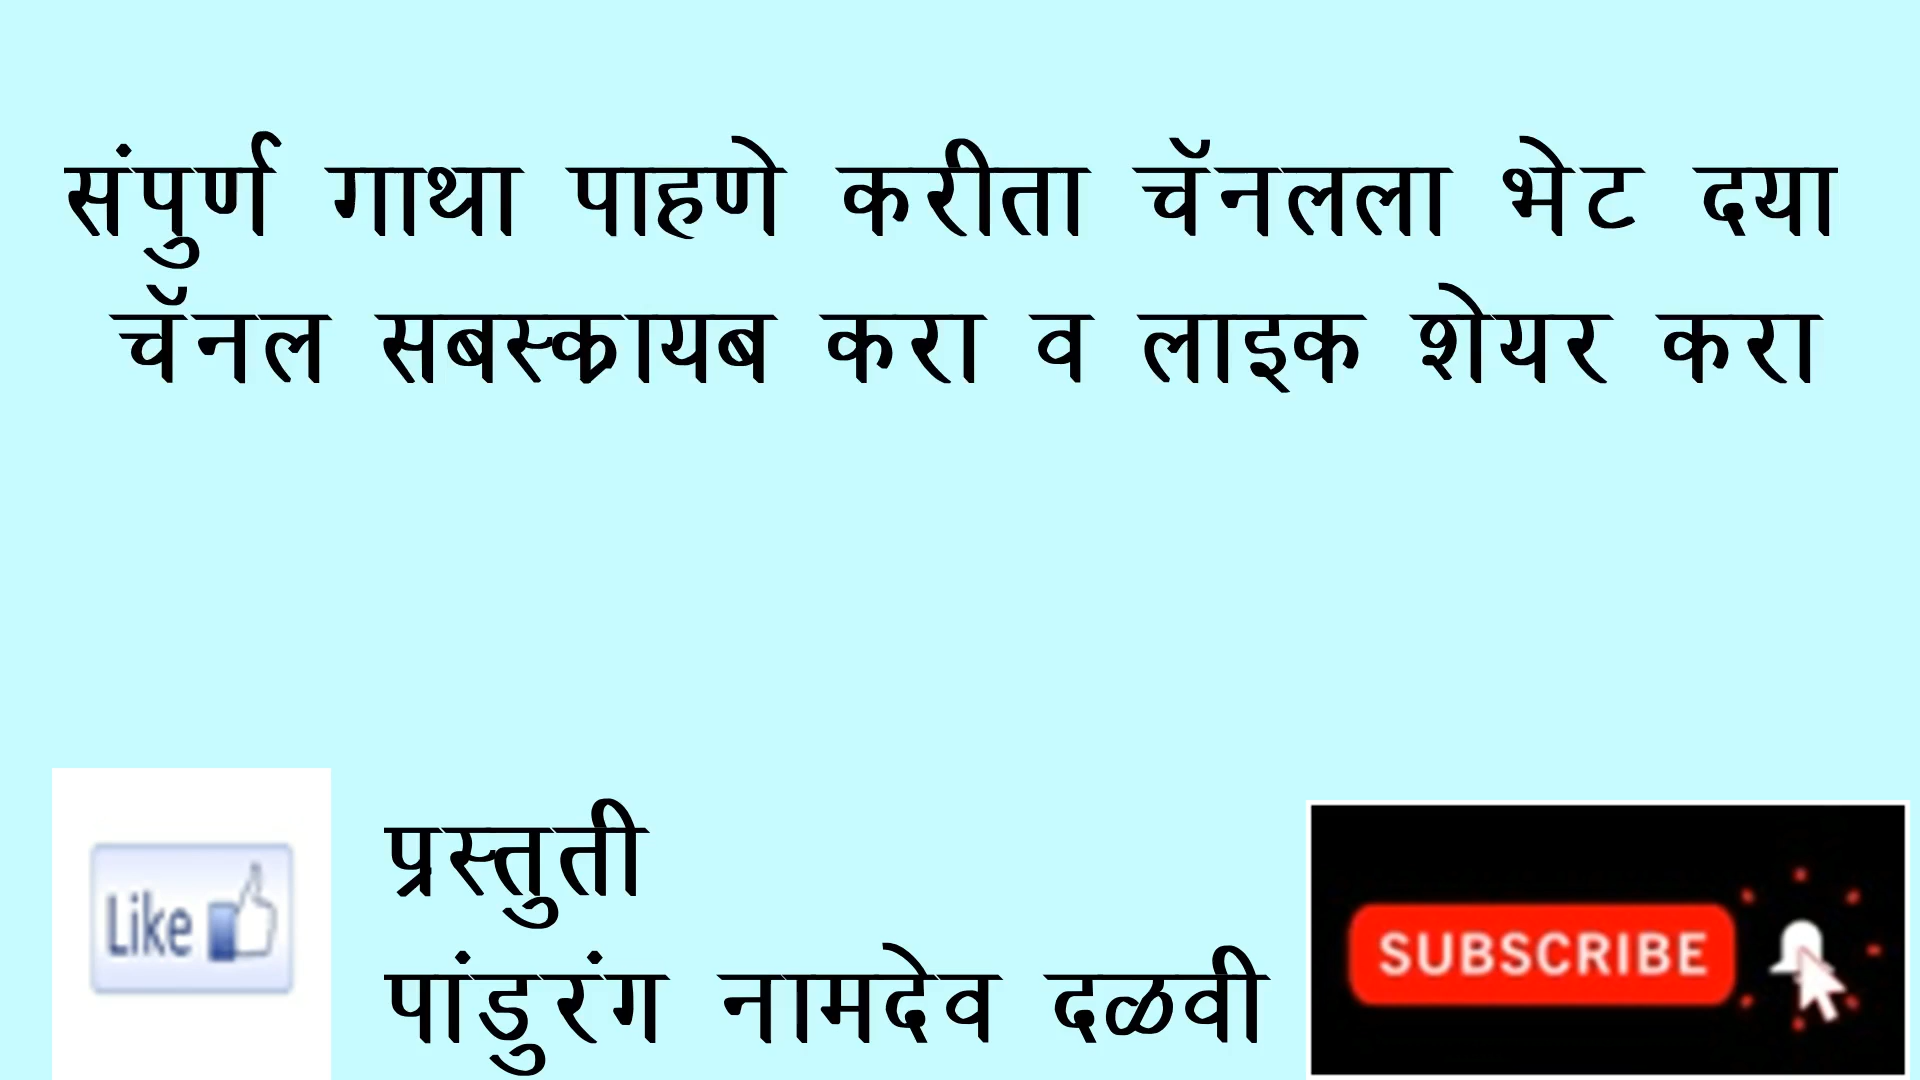 संपुर्ण गाथा पाहणे करीता चॅनलला भेट दया
चॅनल सबस्क्रायब करा व लाइक शेयर करा
Like
प्रस्तुती
पांडुरंग नामदेव दळवी
SUBSCRIBE